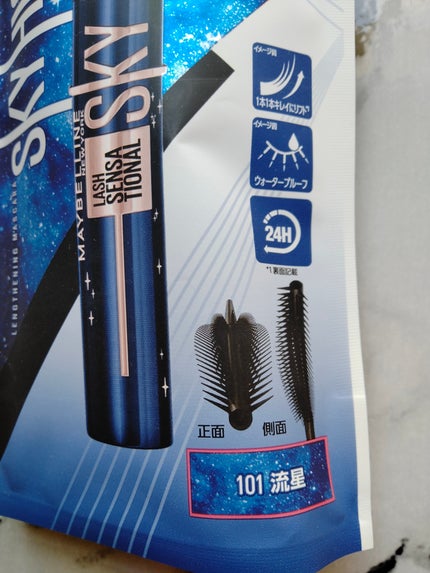 SKY HI
LENGTHENING MASCARA
MAYBELLINE
NEW YORK
LASH
SENSA
TIONAL
SKY
イメージ図
1本1本キレイにリフト*1
イメージ図
ウォータープルーフ
24H
*1 裏面記載
正面
側面
101 流星